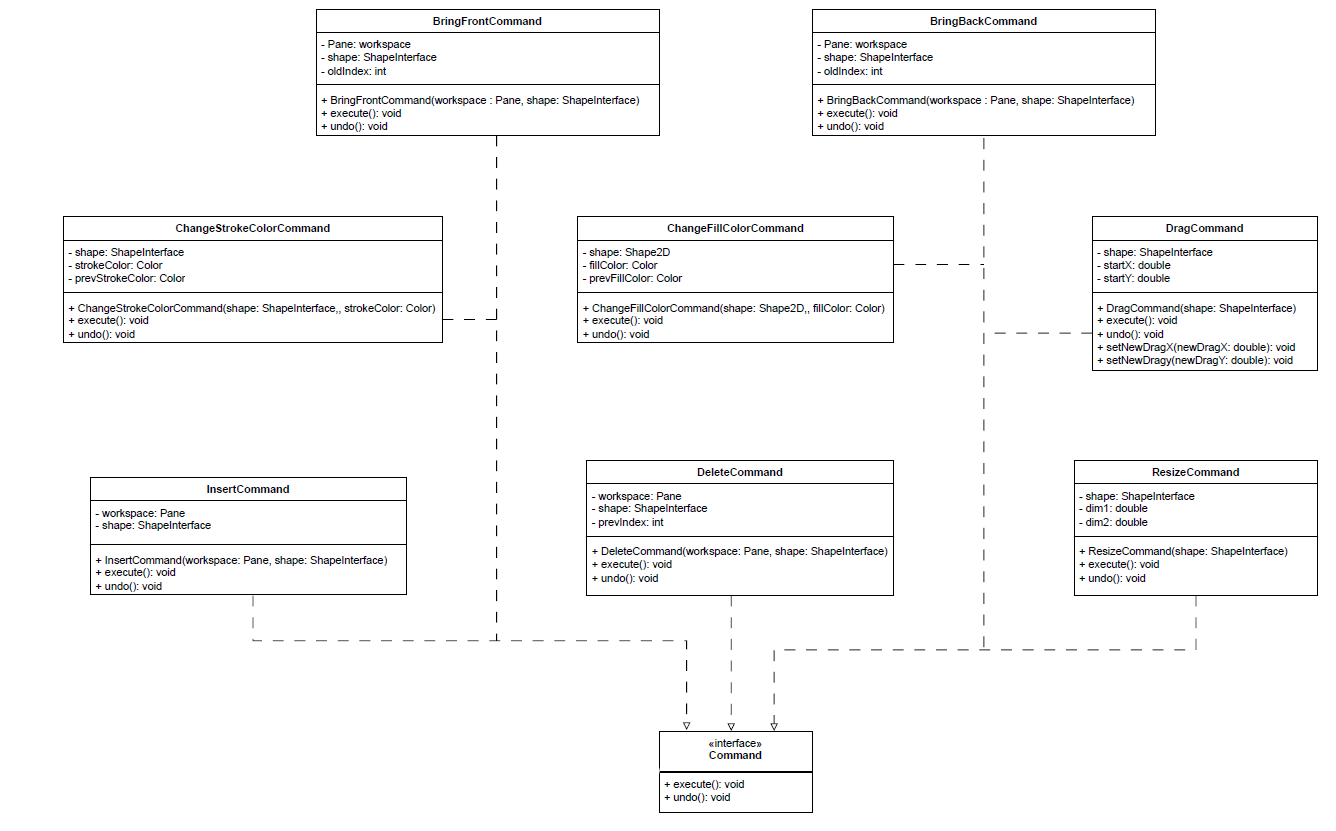 BringFrontCommand
- Pane: workspace
- shape: ShapeInterface
- oldIndex: int
+ BringFrontCommand(workspace : Pane, shape: ShapeInterface)
+ execute(): void
+ undo(): void
BringBackCommand
- Pane: workspace
- shape: ShapeInterface
- oldIndex: int
+ BringBackCommand(workspace : Pane, shape: ShapeInterface)
+ execute(): void
+ undo(): void
ChangeStrokeColorCommand
- shape: ShapeInterface
- strokeColor: Color
- prevStrokeColor: Color
+ ChangeStrokeColorCommand(shape: ShapeInterface,, strokeColor: Color)
+ execute(): void
+ undo(): void
ChangeFillColorCommand
- shape: Shape2D
- fillColor: Color
- prevFillColor: Color
+ ChangeFillColorCommand(shape: Shape2D,, fillColor: Color)
+ execute(): void
+ undo(): void
DragCommand
- shape: ShapeInterface
- startX: double
- startY: double
+ DragCommand(shape: ShapeInterface)
+ execute(): void
+ undo(): void
+ setNewDragX(newDragX: double): void
+ setNewDragy(newDragY: double): void
InsertCommand
- workspace: Pane
- shape: ShapeInterface
+ InsertCommand(workspace: Pane, shape: ShapeInterface)
+ execute(): void
+ undo(): void
DeleteCommand
- workspace: Pane
- shape: ShapeInterface
- prevIndex: int
+ DeleteCommand(workspace: Pane, shape: ShapeInterface)
+ execute(): void
+ undo(): void
ResizeCommand
- shape: ShapeInterface
- dim1: double
- dim2: double
+ ResizeCommand(shape: ShapeInterface)
+ execute(): void
+ undo(): void
«interface»
Command
+ execute(): void
+ undo(): void